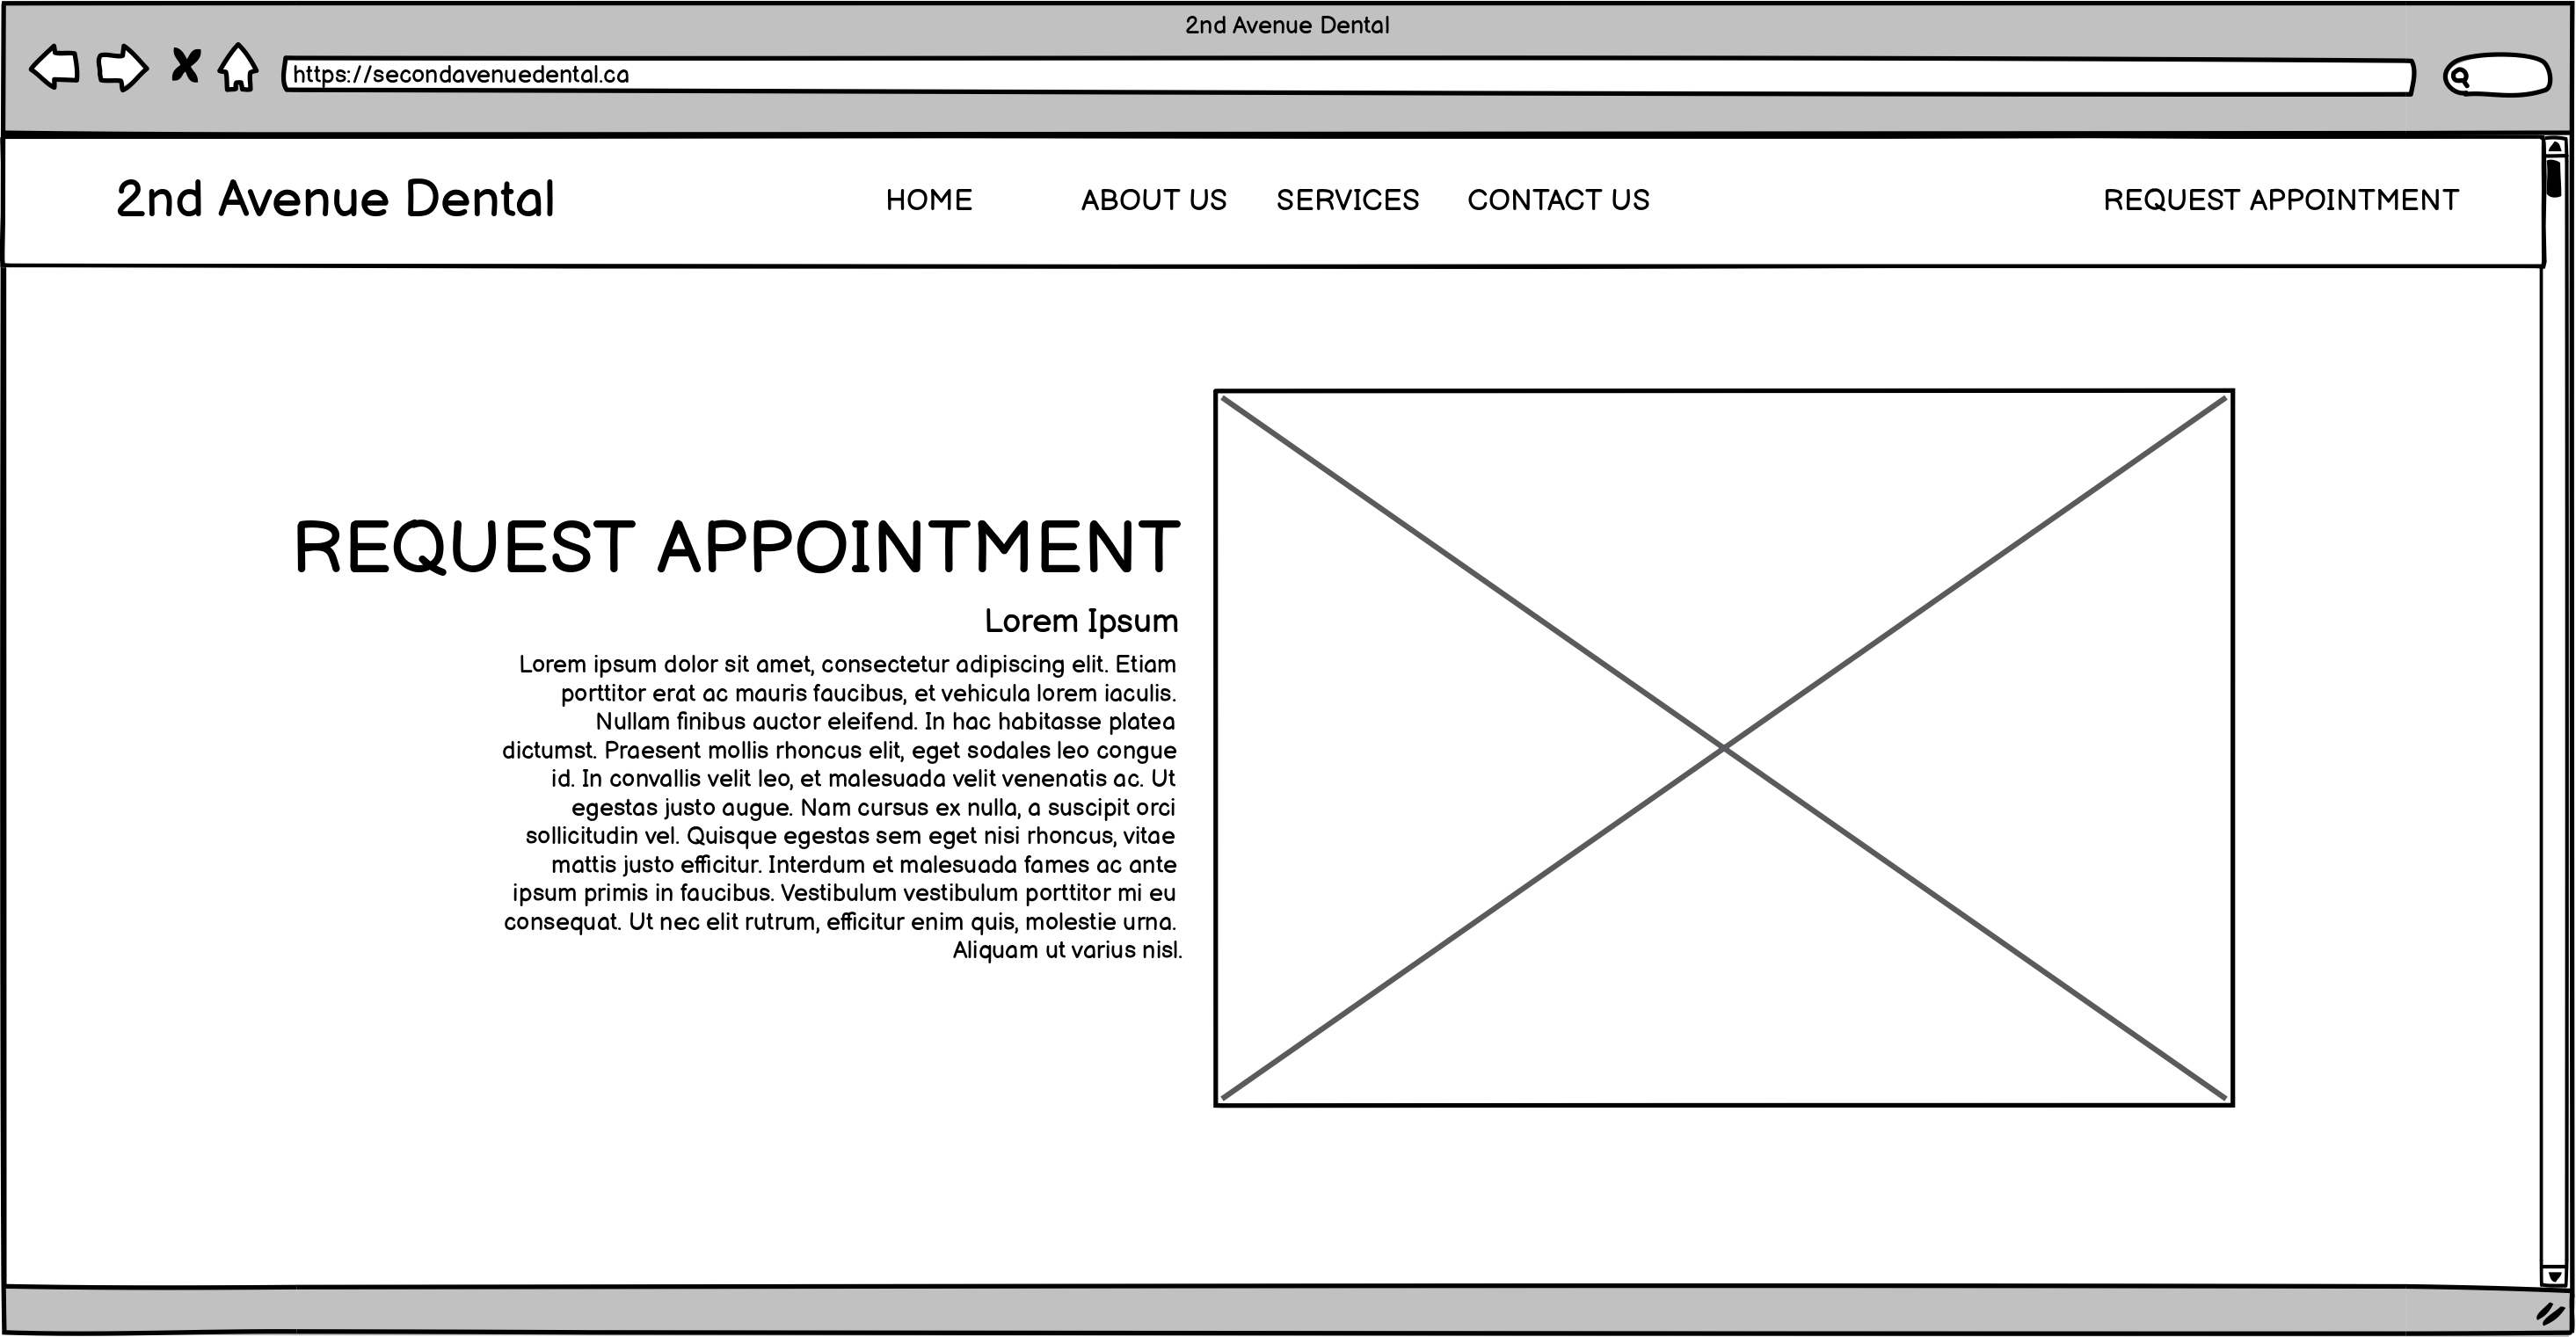 2nd Avenue Dental
https://secondavenuedental.ca
2nd Avenue Dental HOME ABOUT US SERVICES CONTACT US REQUEST APPOINTMENT
REQUEST APPOINTMENT
Lorem Ipsum
Lorem ipsum dolor sit amet, consectetur adipiscing elit. Etiam
porttitor erat ac mauris faucibus, et vehicula lorem iaculis.
Nullam finibus auctor eleifend. In hac habitasse platea
dictumst. Praesent mollis rhoncus elit, eget sodales leo congue
id. In convallis velit leo, et malesuada velit venenatis ac. Ut
egestas justo augue. Nam cursus ex nulla, a suscipit orci
sollicitudin vel. Quisque egestas sem eget nisi rhoncus, vitae
mattis justo efficitur. Interdum et malesuada fames ac ante
ipsum primis in faucibus. Vestibulum vestibulum porttitor mi eu
consequat. Ut nec elit rutrum, efficitur enim quis, molestie urna.
Aliquam ut varius nisl.